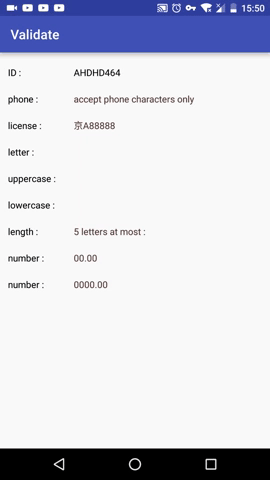 15:50
Validate
ID : AHDHD464
phone : accept phone characters only
license : 京A88888
letter :
uppercase :
lowercase :
length : 5 letters at most :
number : 00.00
number : 0000.00